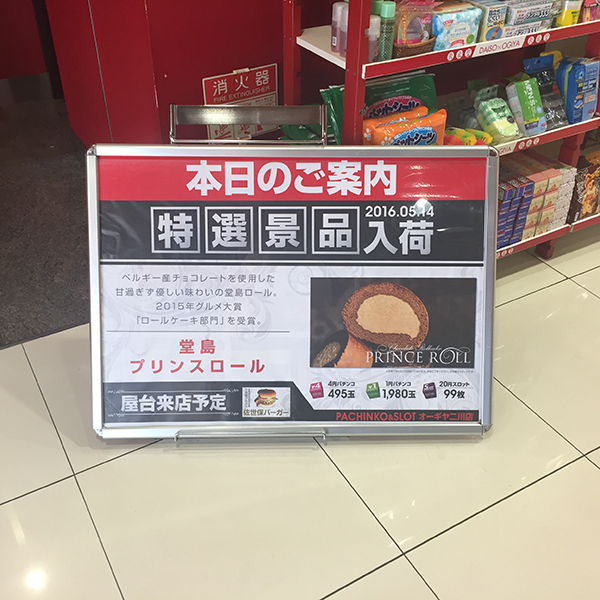 消火器
FIRE EXTINGUISHER
DAISO×OGIYA
本日のご案内
特選景品入荷
2016.05.14
ベルギー産チョコレートを使用した
甘過ぎず優しい味わいの堂島ロール。
2015年グルメ大賞
「ロールケーキ部門」を受賞。
堂島
プリンスロール
PRINCE ROLL
屋台来店予定
佐世保バーガー
4円パチンコ
495玉
1円パチンコ
1,980玉
20円スロット
99枚
PACHINKO&SLOT オーギヤ二川店